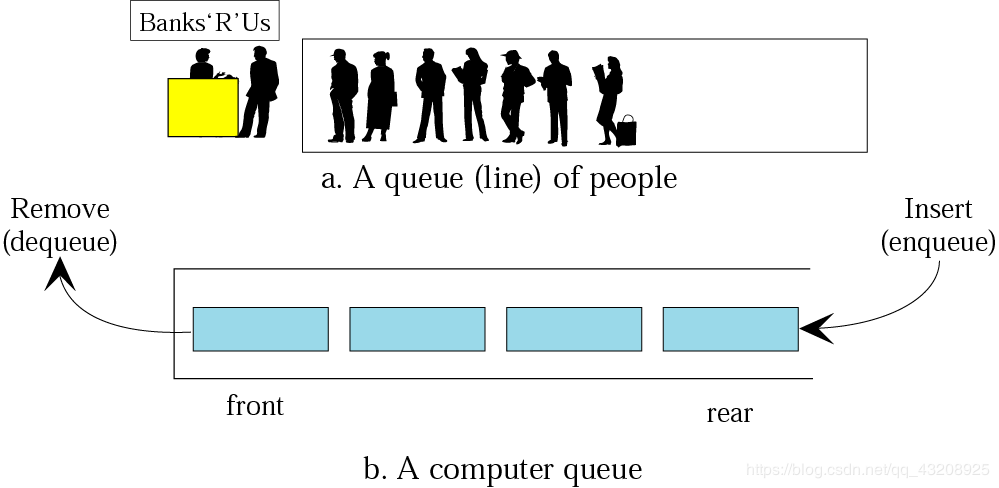 Banks‘R’Us
a. A queue (line) of people
Remove
(dequeue)
Insert
(enqueue)
front
rear
b. A computer queue
https://blog.csdn.net/qq_43208925